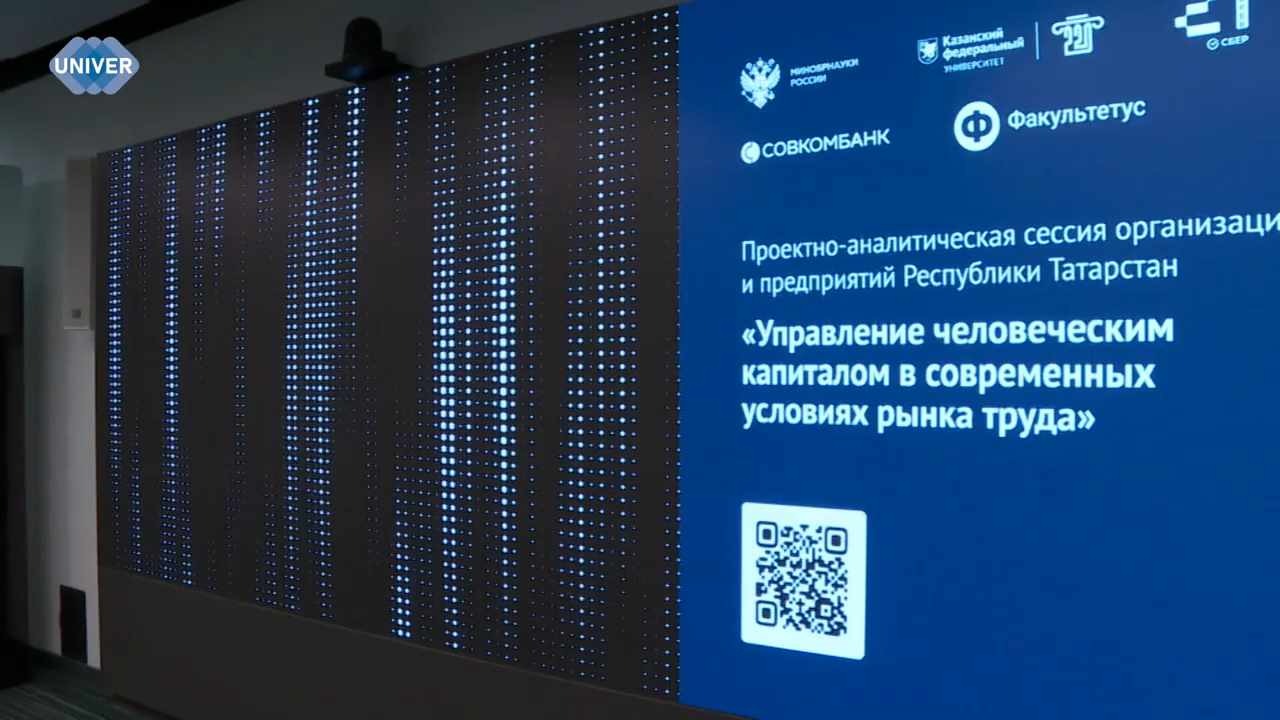 UNIVER
МИНОБРНАУКИ
РОССИИ
Казанский
федеральный
УНИВЕРСИТЕТ
21
СБЕР
СОВКОМБАНК
Факультетус
Проектно-аналитическая сессия организаци
и предприятий Республики Татарстан
«Управление человеческим
капиталом в современных
условиях рынка труда»